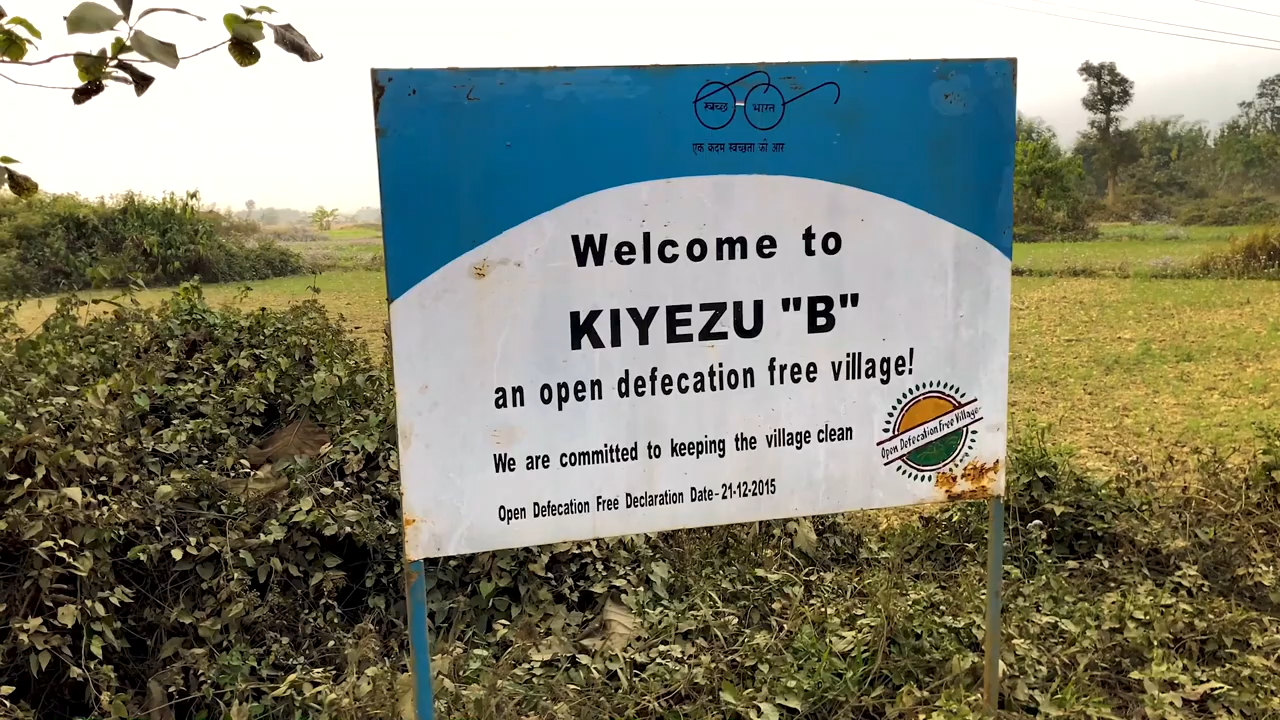 स्वच्छ भारत
एक कदम स्वच्छता की ओर
Welcome to
KIYEZU "B"
an open defecation free village!
We are committed to keeping the village clean
Open Defecation Free Village
Open Defecation Free Declaration Date-21-12-2015